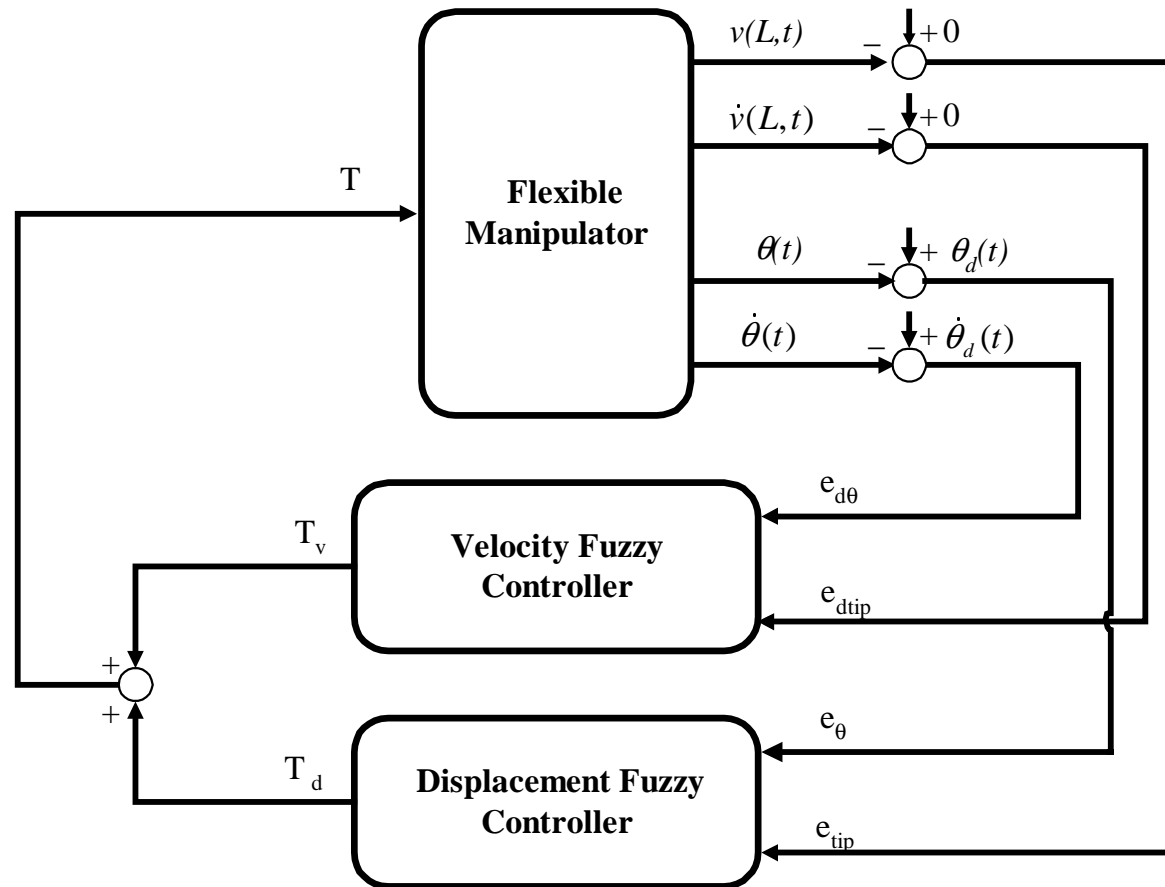 v(L,t)
− + 0
v̇(L,t)
− + 0
T
Flexible
Manipulator
θ(t)
− + θ_d(t)
θ̇(t)
− + θ̇_d(t)
e_dθ
T_v
Velocity Fuzzy
Controller
e_dtip
+
+
e_θ
T_d
Displacement Fuzzy
Controller
e_tip